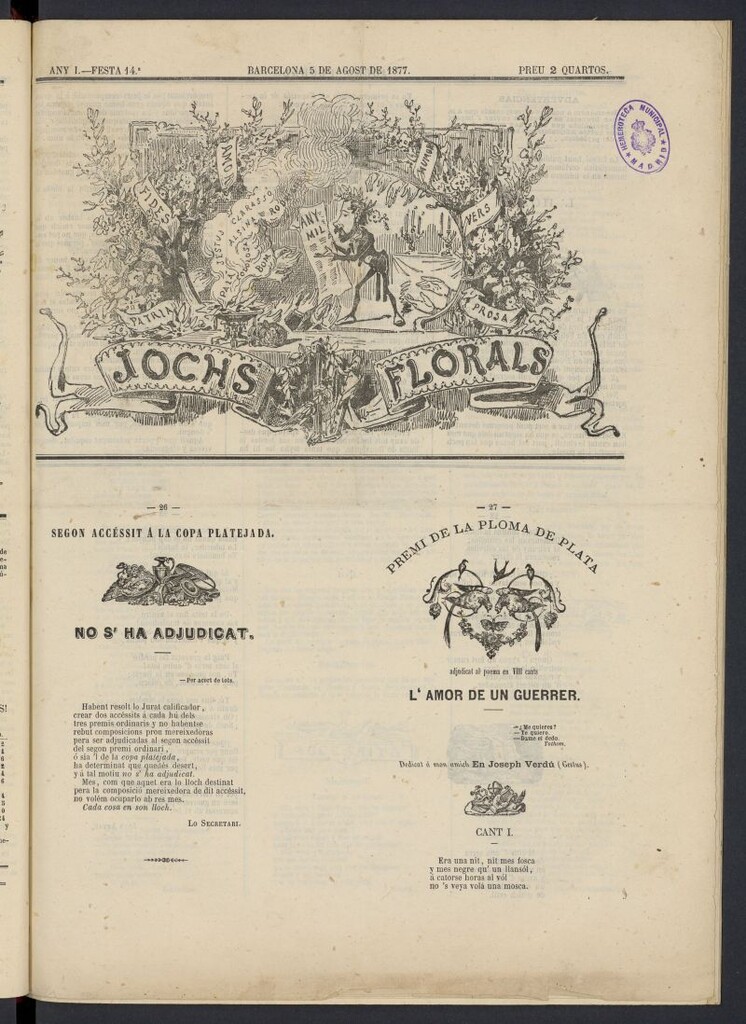 ANY I.—FESTA 14.ª
BARCELONA 5 DE AGOST DE 1877.
PREU 2 QUARTOS.
HEMEROTECA MUNICIPAL
MADRID
AMOR
FIDES
PATRIA
VERS
PROSA
ANY
MIL
JOCHS FLORALS
— 26 —
SEGON ACCÉSSIT Á LA COPA PLATEJADA.
NO S' HA ADJUDICAT.
—Per acort de tots.
Habent resolt lo Jurat calificador,
crear dos accéssits á cada hú dels
tres premis ordinaris y no habentse
rebut composicions prou mereixedoras
pera ser adjudicadas al segon accéssit
del segon premi ordinari,
ó sia 'l de la copa platejada,
ha determinat que quedés desert,
y á tal motiu no s' ha adjudicat.
Mes, com que aquet era lo lloch destinat
pera la composició mereixedora de dit accéssit,
no volém ocuparlo ab res mes.
Cada cosa en son lloch.
LO SECRETARI.
— 27 —
PREMI DE LA PLOMA DE PLATA
adjudicat al poema en VIII cants
L' AMOR DE UN GUERRER.
—¿Me quieres?
—Te quiero.
—Dame el dedo.
Dedicat á mon amich En Joseph Verdú (Gestus).
CANT I.
Era una nit, nit mes fosca
y mes negre qu' un llansól,
á catorse horas al vól
no 's veya volá una mosca.